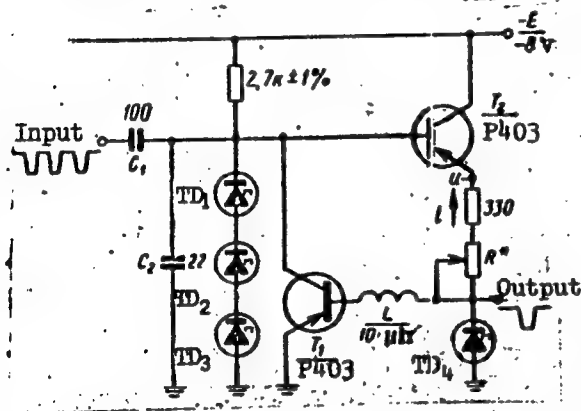 -E
-8 V
2,7к ± 1%
100
T₂
P403
Input
C₁
u
TD₁
i
330
C₂
22
R*
Output
TD₂
L
10 μh
TD₃
T₁
P403
TD₄